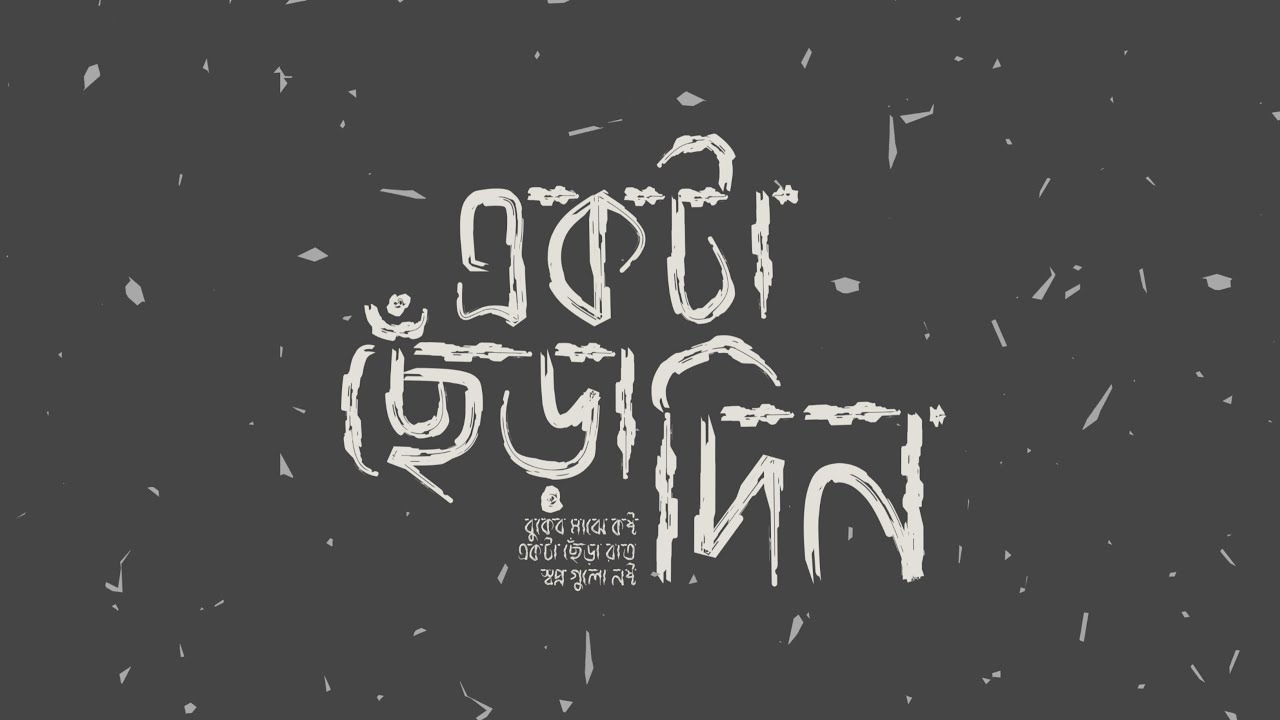 একটা
ছেঁড়া দিন
বুকের মাঝে কষ্ট
একটা ছেঁড়া রাত
স্বপ্ন গুলো নষ্ট